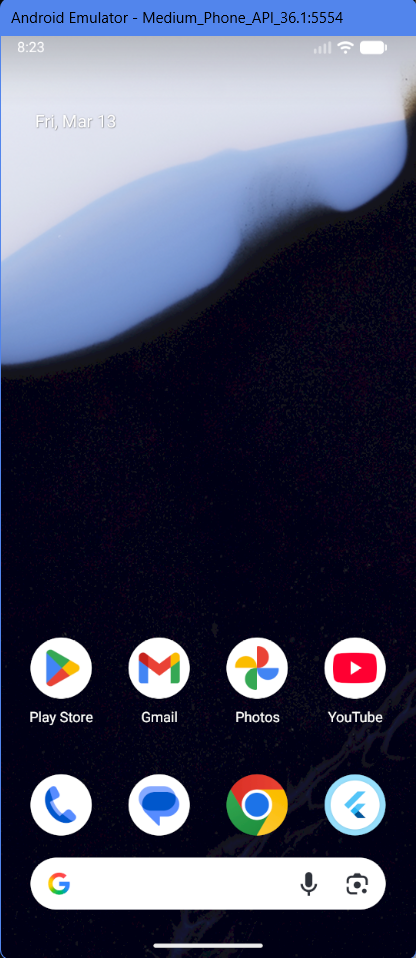 Android Emulator - Medium_Phone_API_36.1:5554
8:23
Fri, Mar 13
Play Store Gmail Photos YouTube